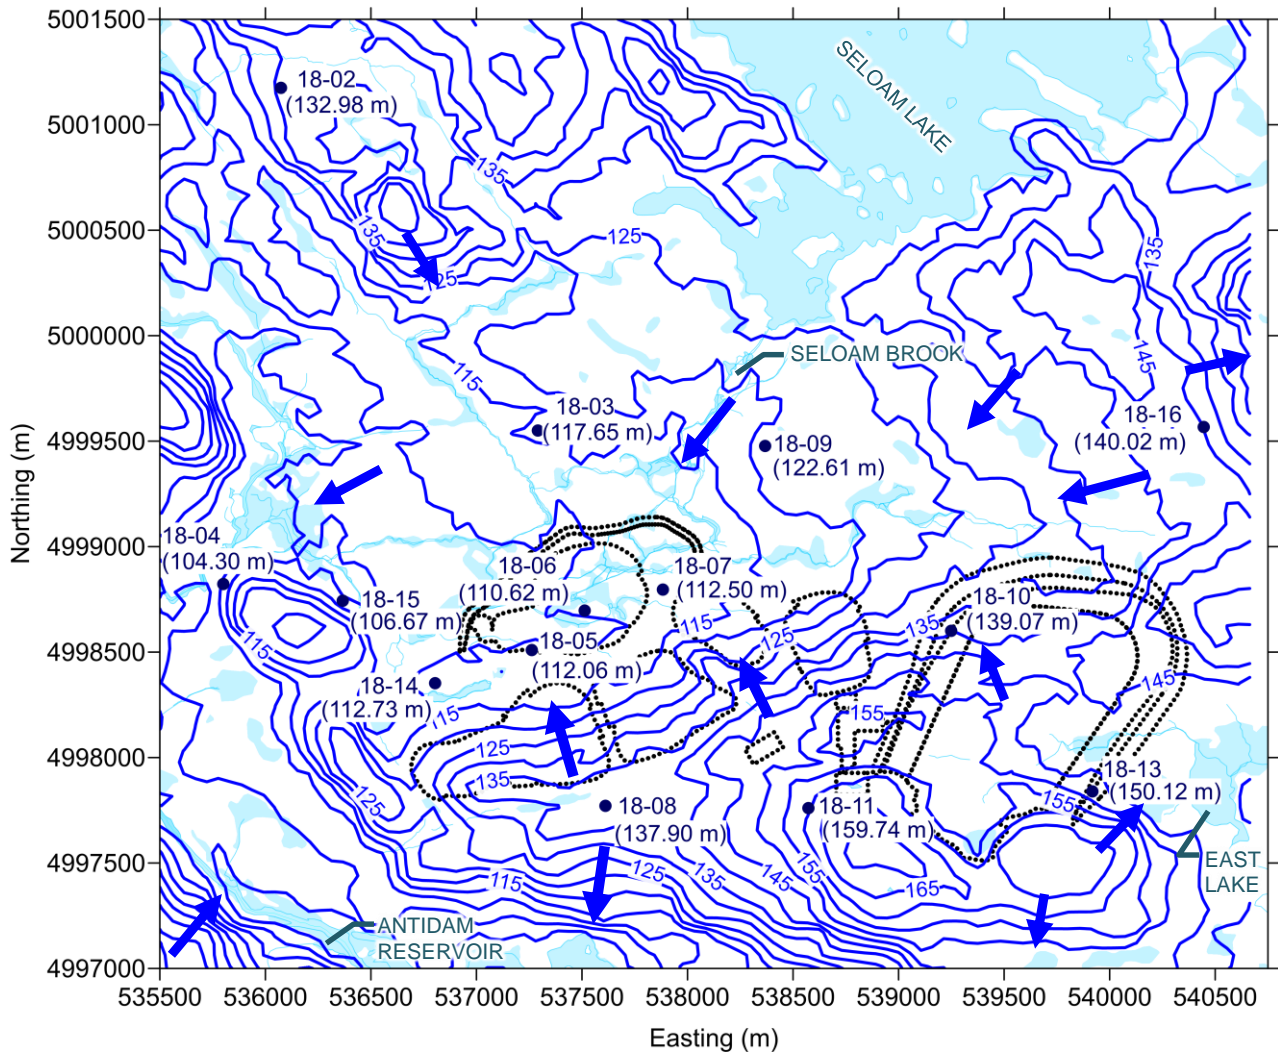 5001500
5001000
5000500
5000000
4999500
4999000
4998500
4998000
4997500
4997000
Northing (m)
535500
536000
536500
537000
537500
538000
538500
539000
539500
540000
540500
Easting (m)
SELOAM LAKE
18-02
(132.98 m)
135
135
125
125
135
145
SELOAM BROOK
115
18-03
(117.65 m)
18-09
(122.61 m)
18-16
(140.02 m)
18-04
(104.30 m)
18-06
(110.62 m)
18-07
(112.50 m)
18-15
(106.67 m)
18-10
(139.07 m)
115
115
125
135
18-05
(112.06 m)
18-14
(112.73 m)
145
115
155
125
135
125
18-08
(137.90 m)
18-11
(159.74 m)
18-13
(150.12 m)
155
115
125
135
145
155
165
EAST
LAKE
ANTIDAM
RESERVOIR